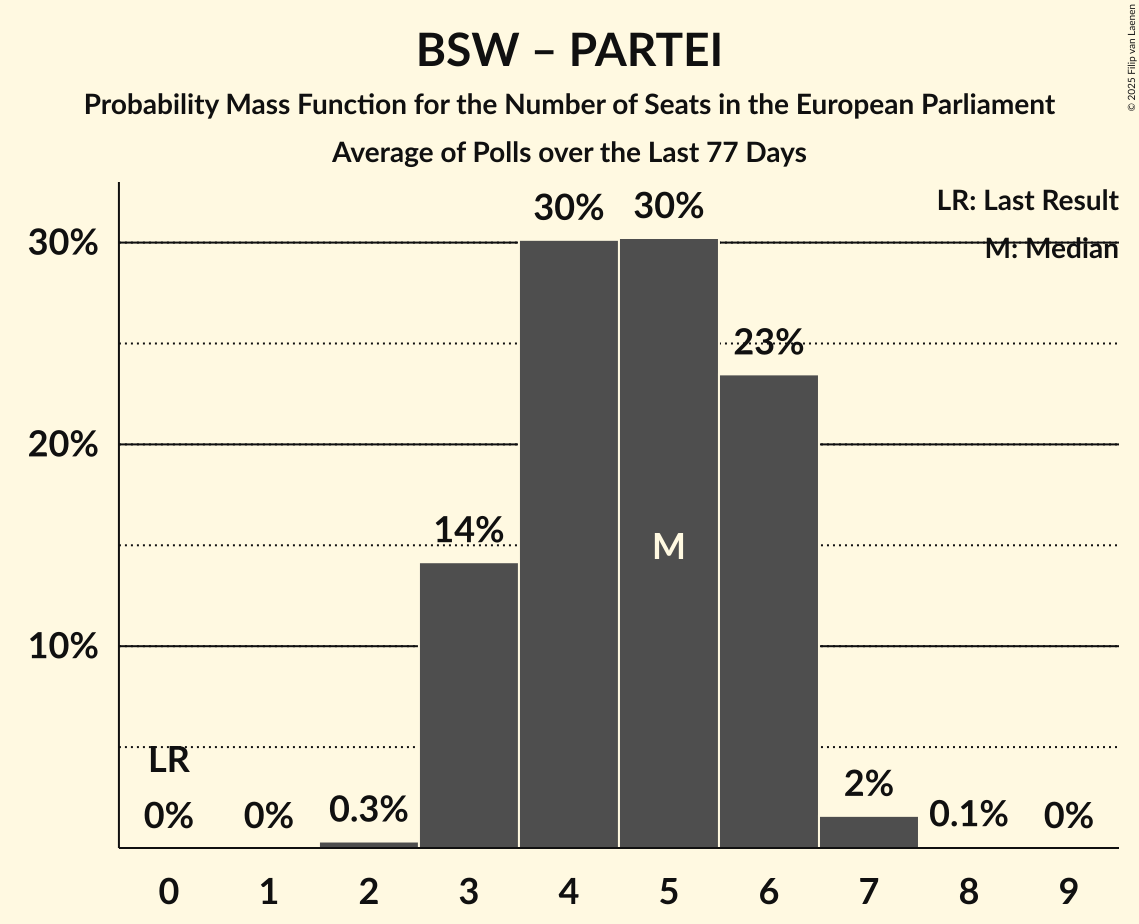 BSW – PARTEI
Probability Mass Function for the Number of Seats in the European Parliament
Average of Polls over the Last 77 Days
© 2025 Filip van Laenen
LR: Last Result
M: Median
30%
20%
10%
LR
0%
0%
0.3%
14%
30%
30%
23%
2%
0.1%
0%
M
0 1 2 3 4 5 6 7 8 9